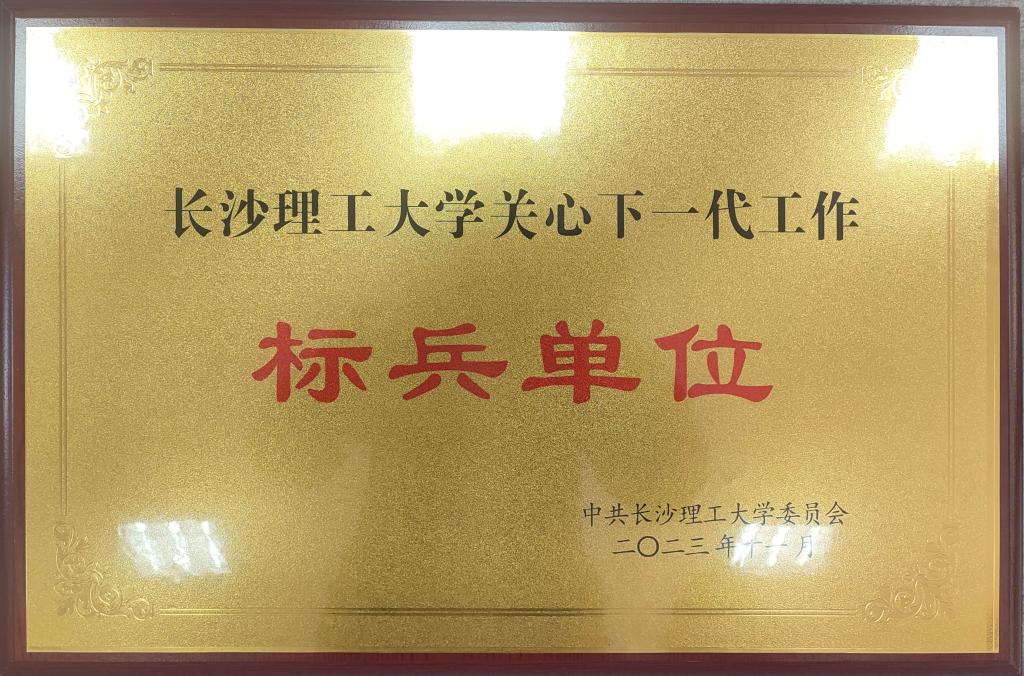 长沙理工大学关心下一代工作
标兵单位
中共长沙理工大学委员会
二〇二三年十一月